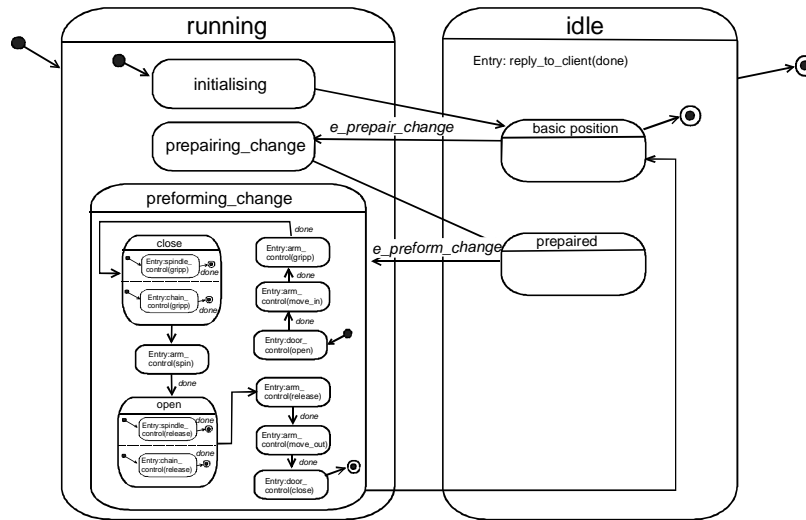 running
idle
Entry: reply_to_client(done)
initialising
basic position
e_prepair_change
prepairing_change
preforming_change
prepaired
e_preform_change
done
close
Entry:spindle_
control(gripp)
done
Entry:chain_
control(gripp)
done
Entry:arm_
control(gripp)
done
Entry:arm_
control(move_in)
done
Entry:door_
control(open)
Entry:arm_
control(spin)
done
open
Entry:spindle_
control(release)
done
Entry:chain_
control(release)
done
Entry:arm_
control(release)
done
Entry:arm_
control(move_out)
done
Entry:door_
control(close)